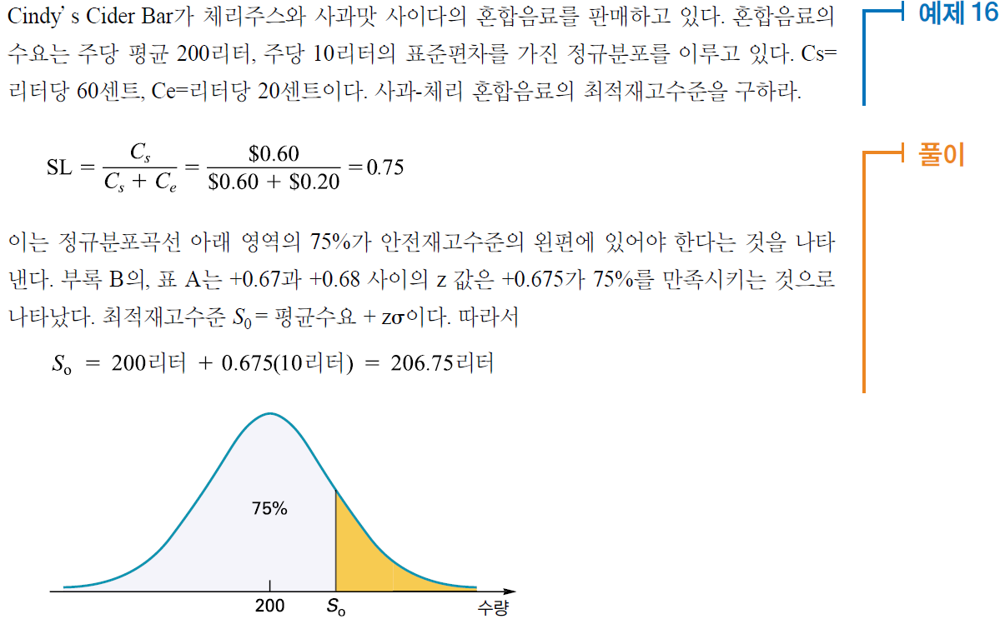 예제 16
Cindy’s Cider Bar가 체리주스와 사과맛 사이다의 혼합음료를 판매하고 있다. 혼합음료의
수요는 주당 평균 200리터, 주당 10리터의 표준편차를 가진 정규분포를 이루고 있다. Cs=
리터당 60센트, Ce=리터당 20센트이다. 사과-체리 혼합음료의 최적재고수준을 구하라.
풀이
SL = Cs / (Cs + Ce) = $0.60 / ($0.60 + $0.20) = 0.75
이는 정규분포곡선 아래 영역의 75%가 안전재고수준의 왼편에 있어야 한다는 것을 나타
낸다. 부록 B의, 표 A는 +0.67과 +0.68 사이의 z 값은 +0.675가 75%를 만족시키는 것으로
나타났다. 최적재고수준 S0 = 평균수요 + zσ이다. 따라서
So = 200리터 + 0.675(10리터) = 206.75리터
75%
200 So 수량